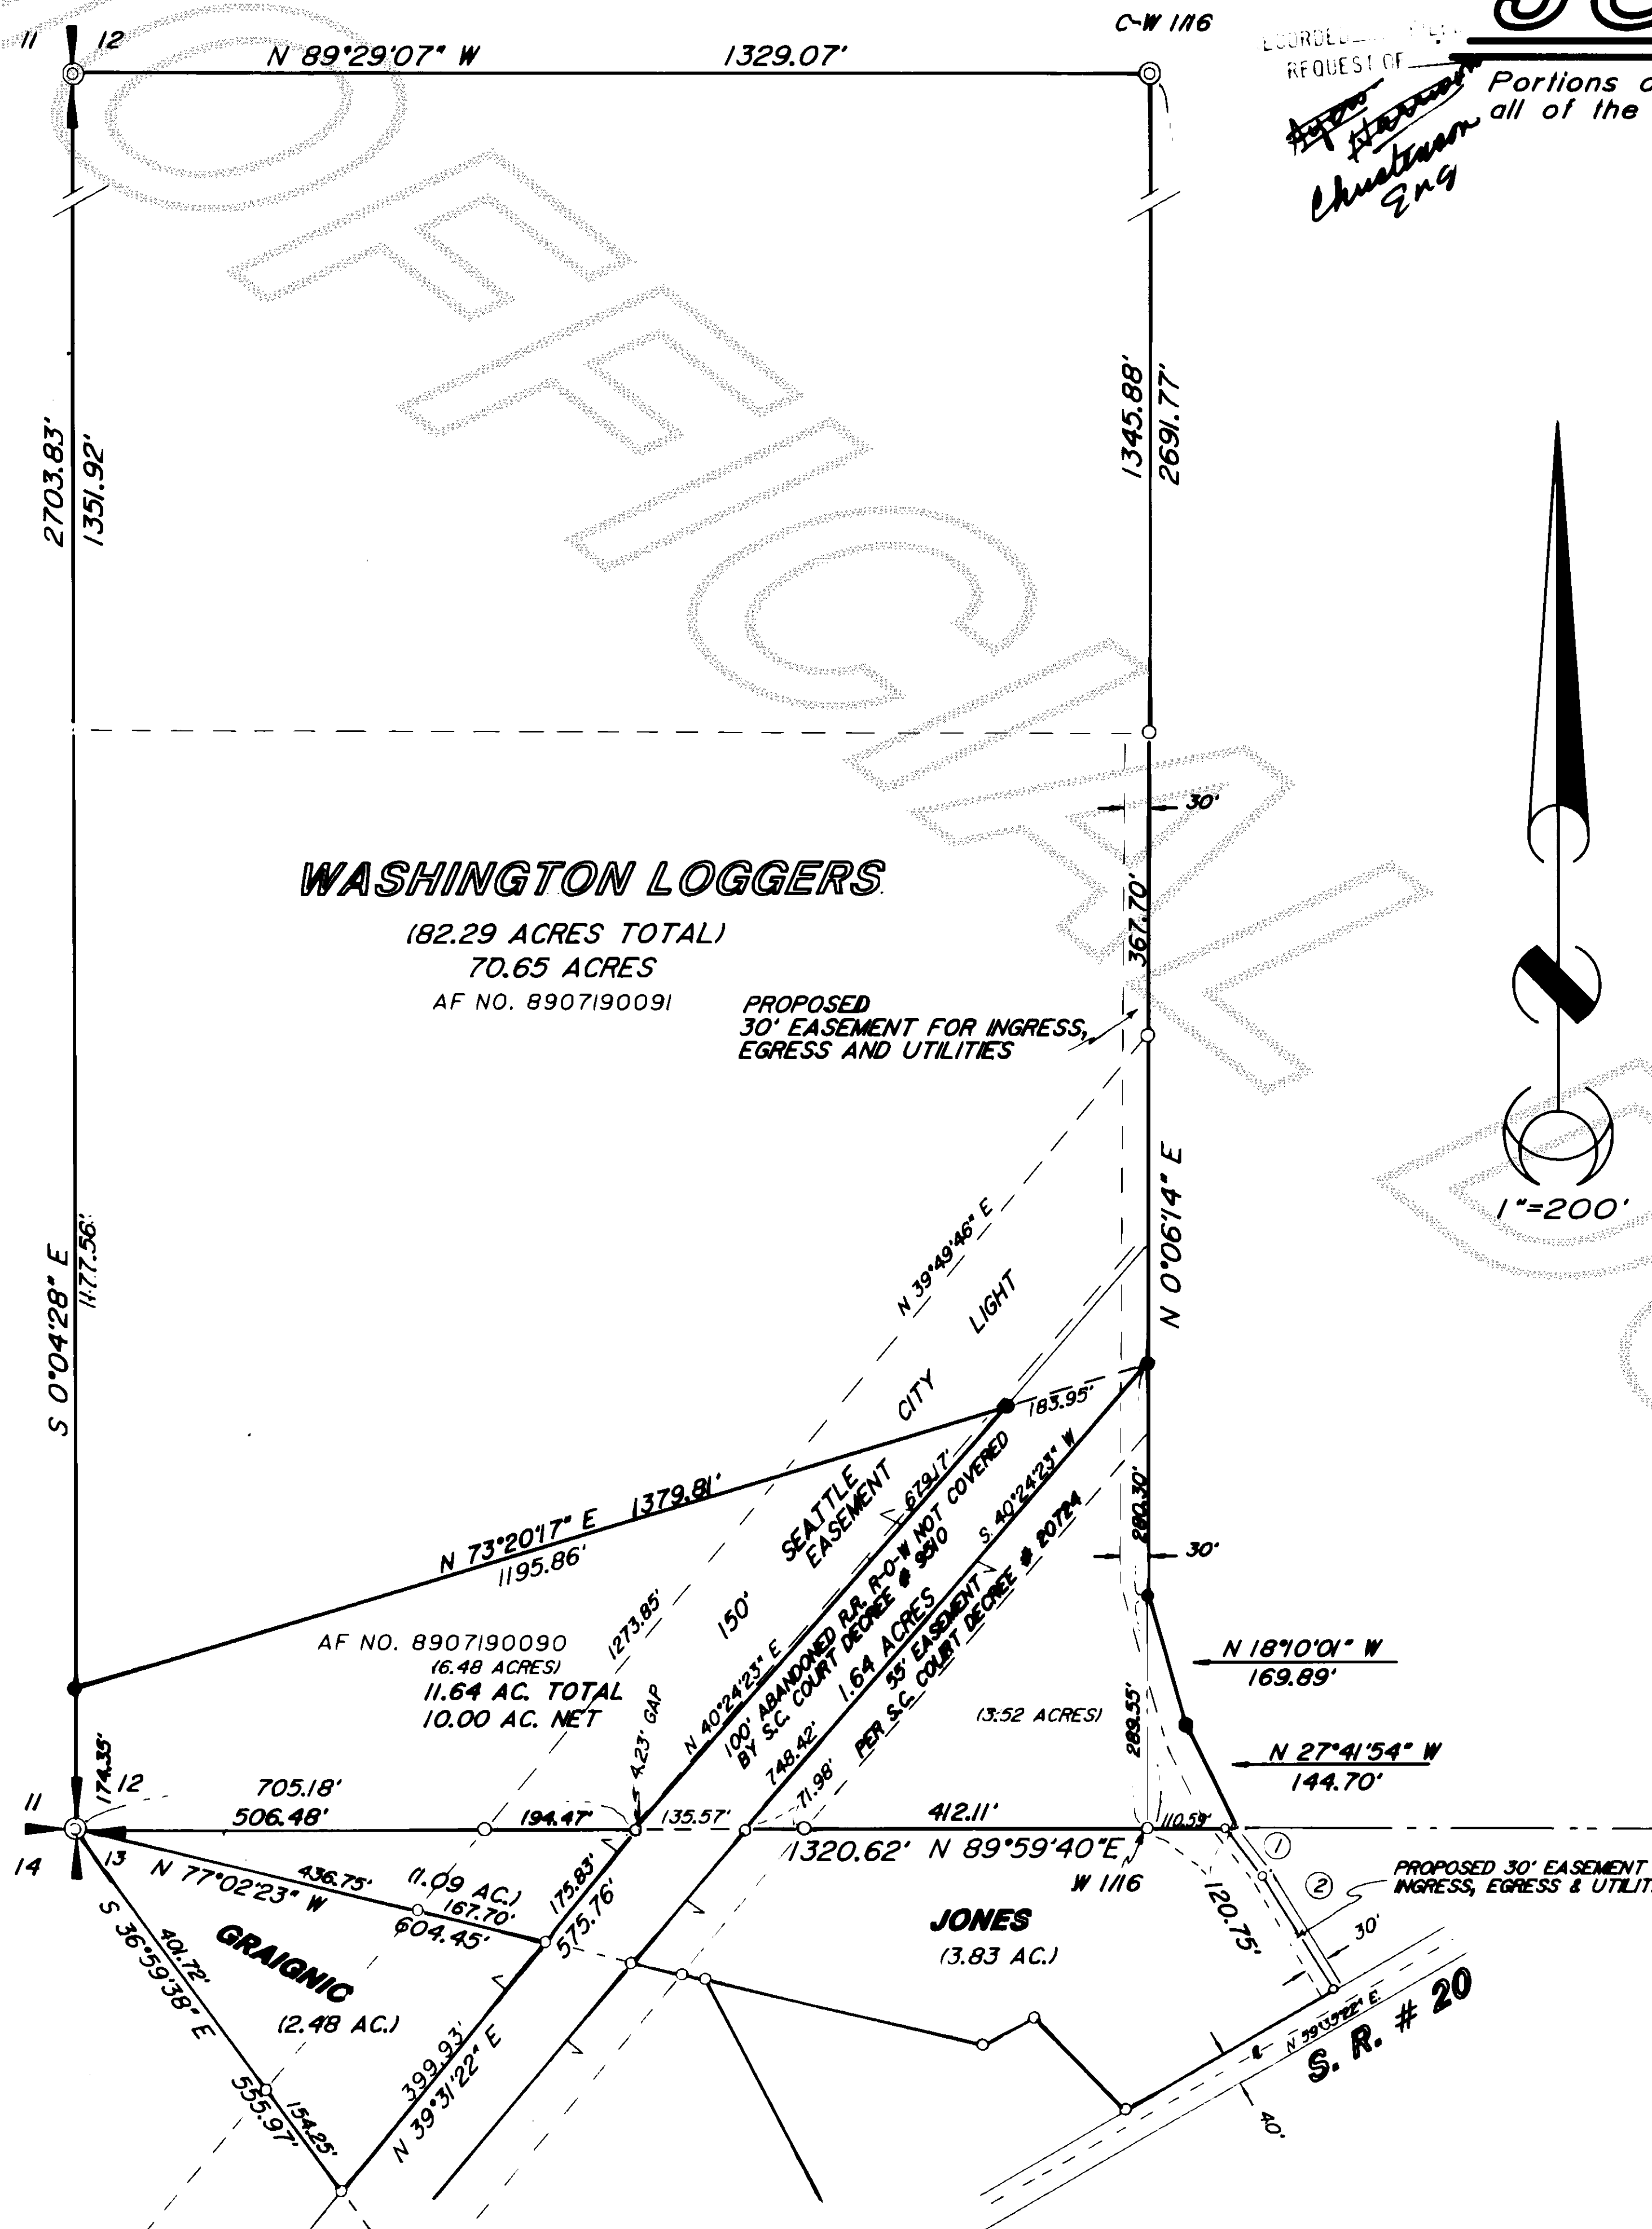 11
12
N 89°29'07" W
1329.07'
C-W 1/16
REQUEST OF
Portions
all of the
Christenson
Eng
2703.83'
1351.92'
1345.88'
2691.77'
30'
WASHINGTON LOGGERS
(82.29 ACRES TOTAL)
70.65 ACRES
AF NO. 8907190091
367.70'
PROPOSED
30' EASEMENT FOR INGRESS,
EGRESS AND UTILITIES
UNOFFICIAL
1"=200'
N 0°06'14" E
S 0°04'28" E
1177.56'
N 39°49'46" E
SEATTLE CITY LIGHT
EASEMENT
183.95'
N 73°20'17" E
1379.81'
1195.86'
679.17'
S 40°24'23" W
280.30'
30'
AF NO. 8907190090
(6.48 ACRES)
11.64 AC. TOTAL
10.00 AC. NET
1273.85'
150'
4.23' GAP
N 40°24'23" E
100' ABANDONED R.R. R-O-W NOT COVERED
BY S.C. COURT DECREE # 9510
1.64 ACRES
748.42'
55' EASEMENT
PER S.C. COURT DECREE # 20724
71.98'
(3.52 ACRES)
289.55'
N 18°10'01" W
169.89'
N 27°41'54" W
144.70'
174.35'
11
12
14
13
705.18'
506.48'
194.47'
135.57'
412.11'
110.59'
1320.62' N 89°59'40" E
W 1/16
1
2
PROPOSED 30' EASEMENT
INGRESS, EGRESS &
30'
120.75'
N 77°02'23" W
436.75'
(1.09 AC.)
167.70'
604.45'
175.83'
575.76'
JONES
(3.83 AC.)
S 36°59'38" E
401.72'
GRAIGNIC
(2.48 AC.)
555.97'
154.25'
399.93'
N 39°31'22" E
S. R. # 20
40'